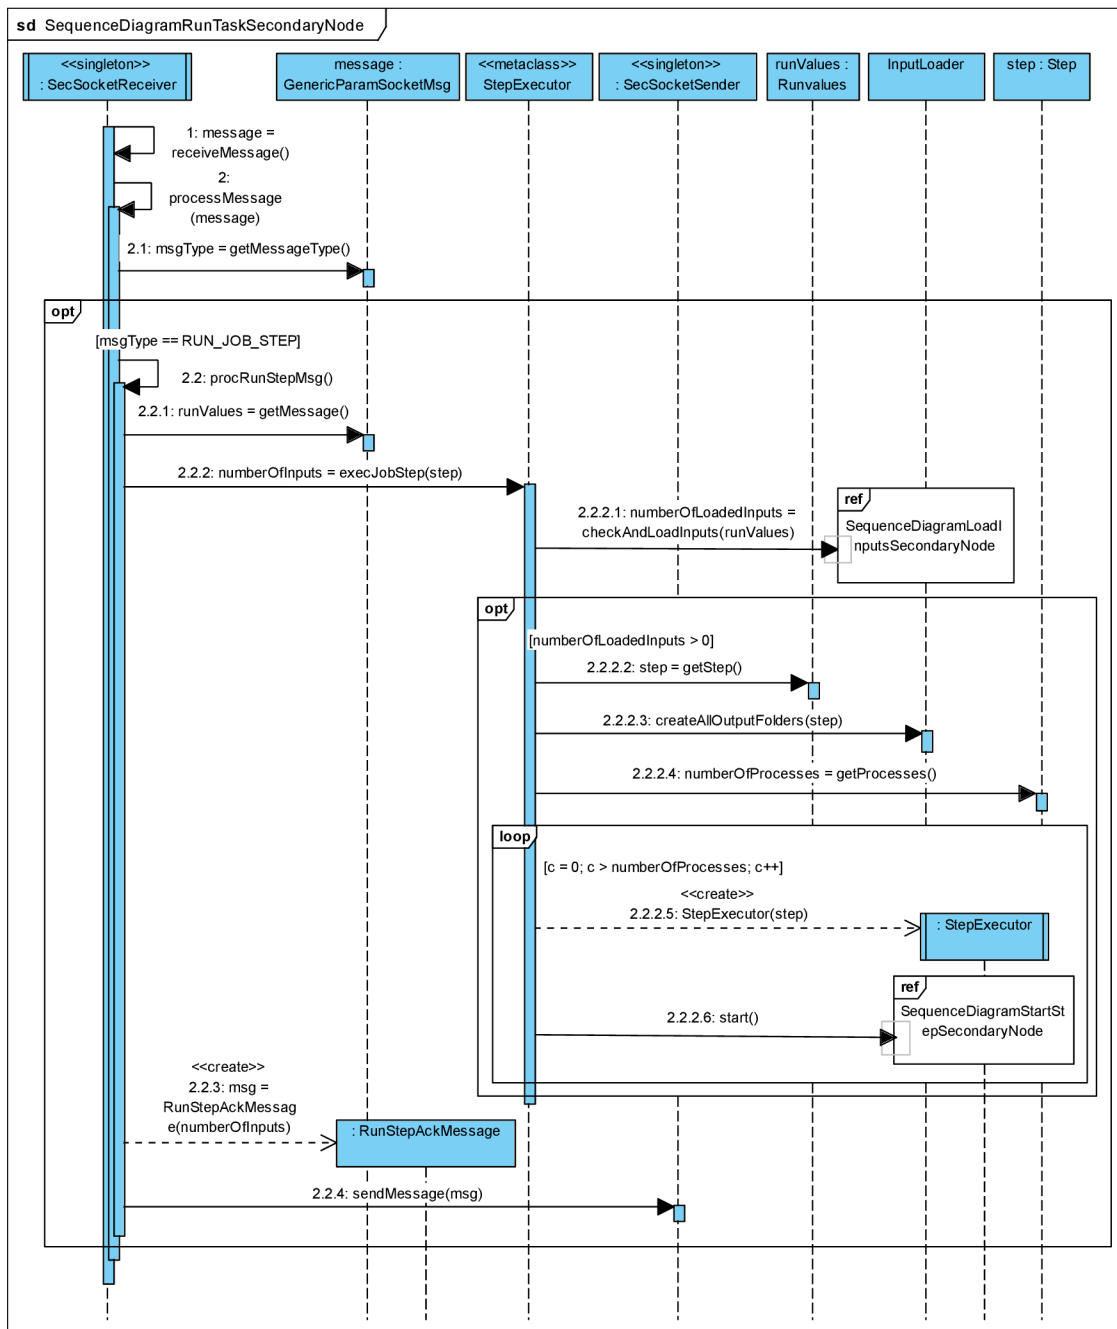 sd SequenceDiagramRunTaskSecondaryNode
<<singleton>>
: SecSocketReceiver
message :
GenericParamSocketMsg
<<metaclass>>
StepExecutor
<<singleton>>
: SecSocketSender
runValues :
Runvalues
InputLoader
step : Step
1: message =
receiveMessage()
2:
processMessage
(message)
2.1: msgType = getMessageType()
opt
[msgType == RUN_JOB_STEP]
2.2: procRunStepMsg()
2.2.1: runValues = getMessage()
2.2.2: numberOfInputs = execJobStep(step)
2.2.2.1: numberOfLoadedInputs =
checkAndLoadInputs(runValues)
ref
SequenceDiagramLoadI
nputsSecondaryNode
opt
[numberOfLoadedInputs > 0]
2.2.2.2: step = getStep()
2.2.2.3: createAllOutputFolders(step)
2.2.2.4: numberOfProcesses = getProcesses()
loop
[c = 0; c > numberOfProcesses; c++]
<<create>>
2.2.2.5: StepExecutor(step)
: StepExecutor
ref
SequenceDiagramStartSt
epSecondaryNode
2.2.2.6: start()
<<create>>
2.2.3: msg =
RunStepAckMessag
e(numberOfInputs)
: RunStepAckMessage
2.2.4: sendMessage(msg)